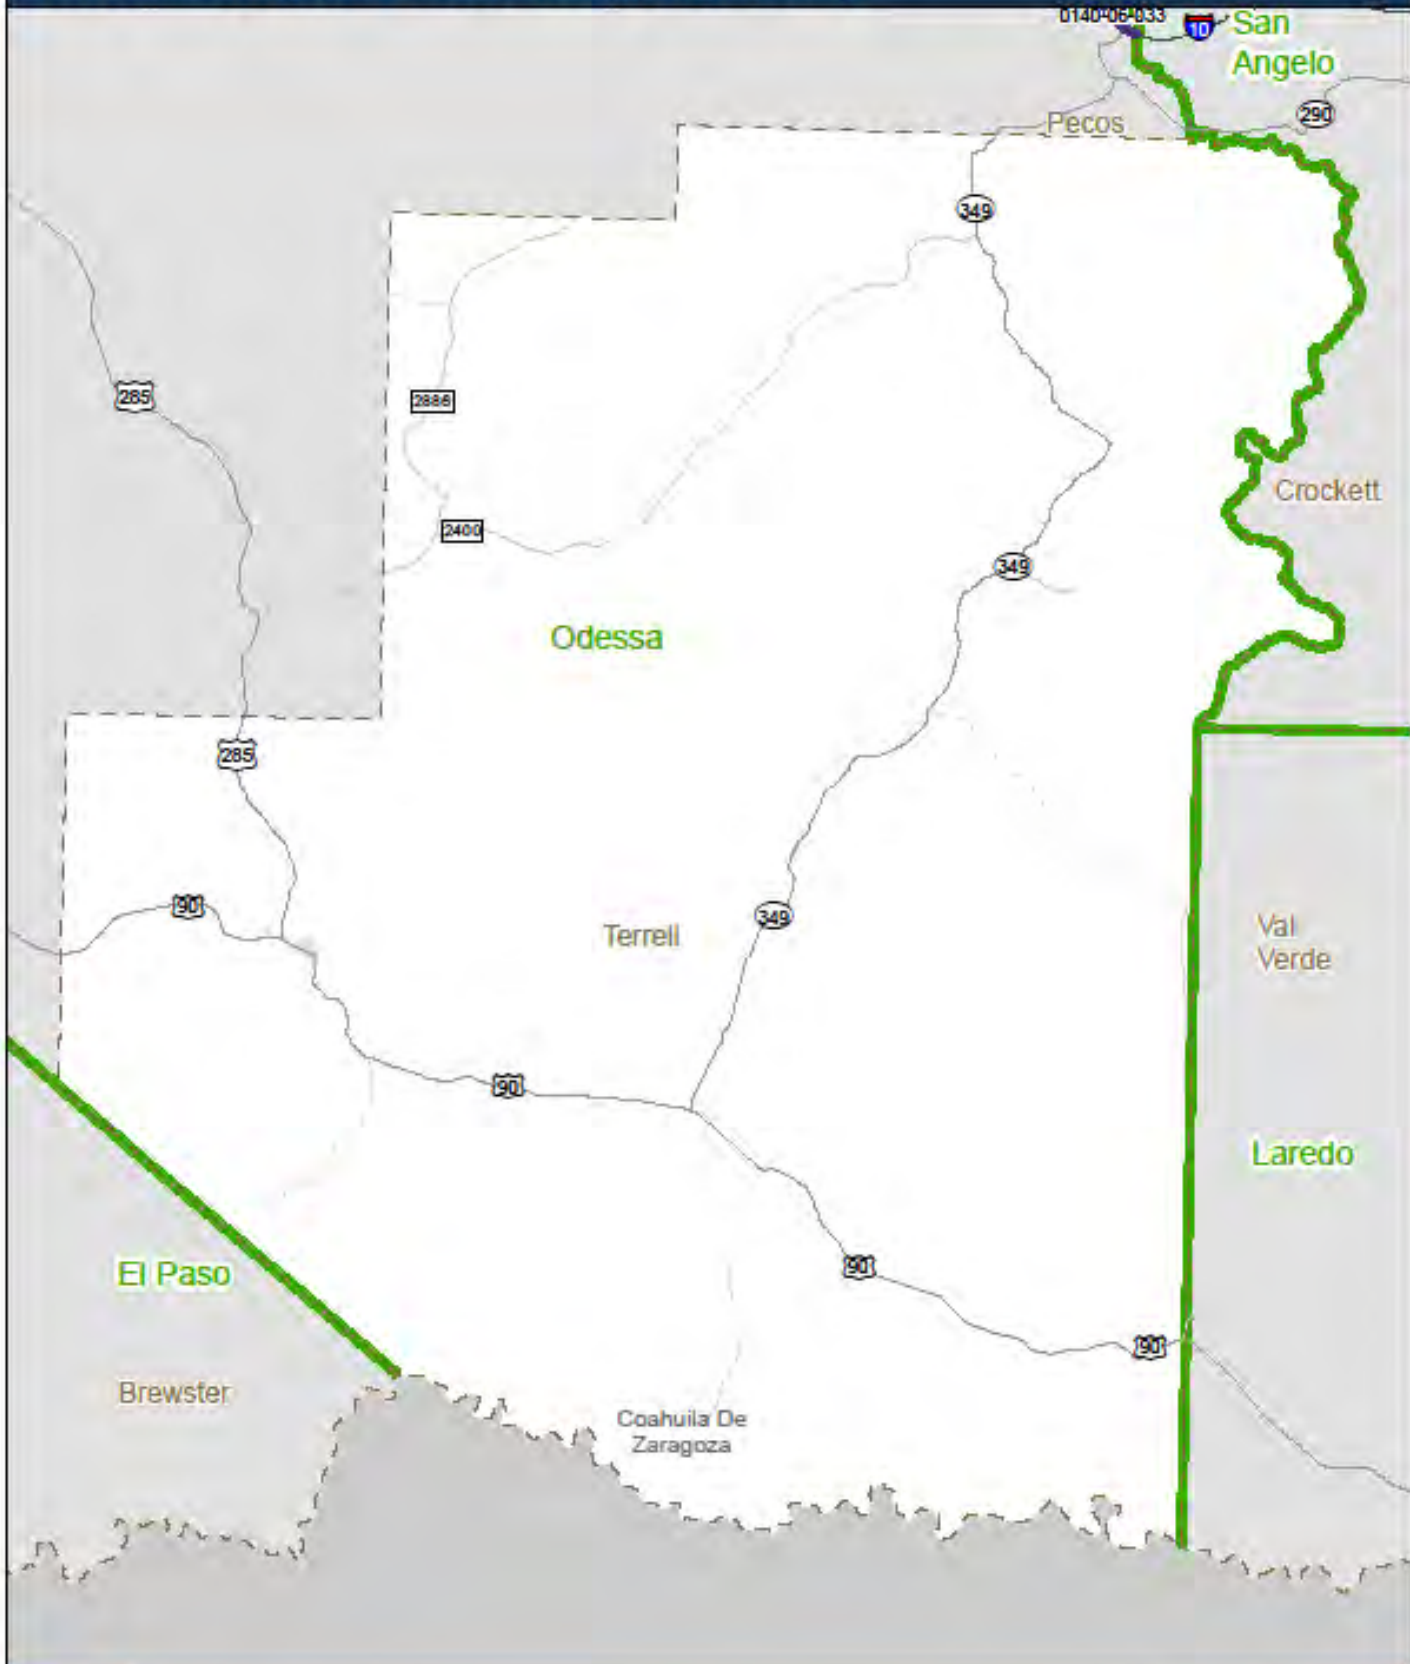 0140-06-033
10
San
Angelo
290
Pecos
349
285
2886
Crockett
2400
349
Odessa
285
90
349
Terrell
Val
Verde
90
Laredo
90
El Paso
90
Brewster
Coahuila De
Zaragoza